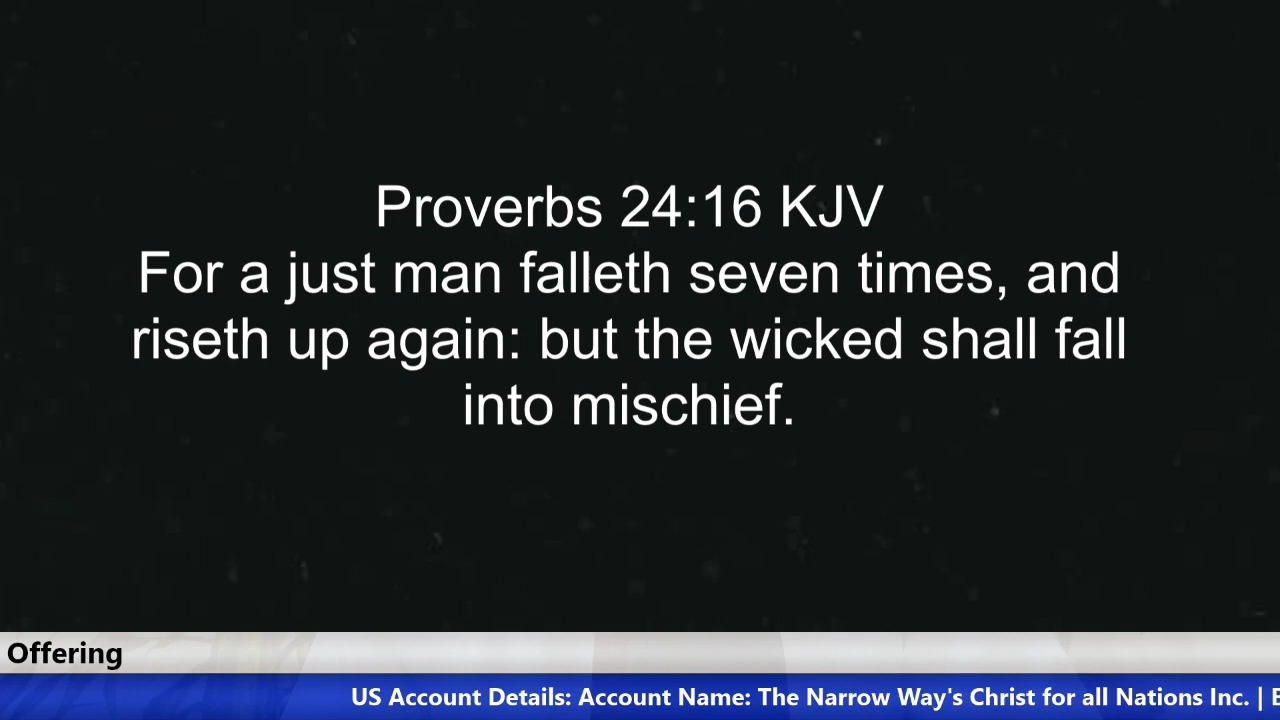 Proverbs 24:16 KJV
For a just man falleth seven times, and
riseth up again: but the wicked shall fall
into mischief.
Offering
US Account Details: Account Name: The Narrow Way's Christ for all Nations Inc. |